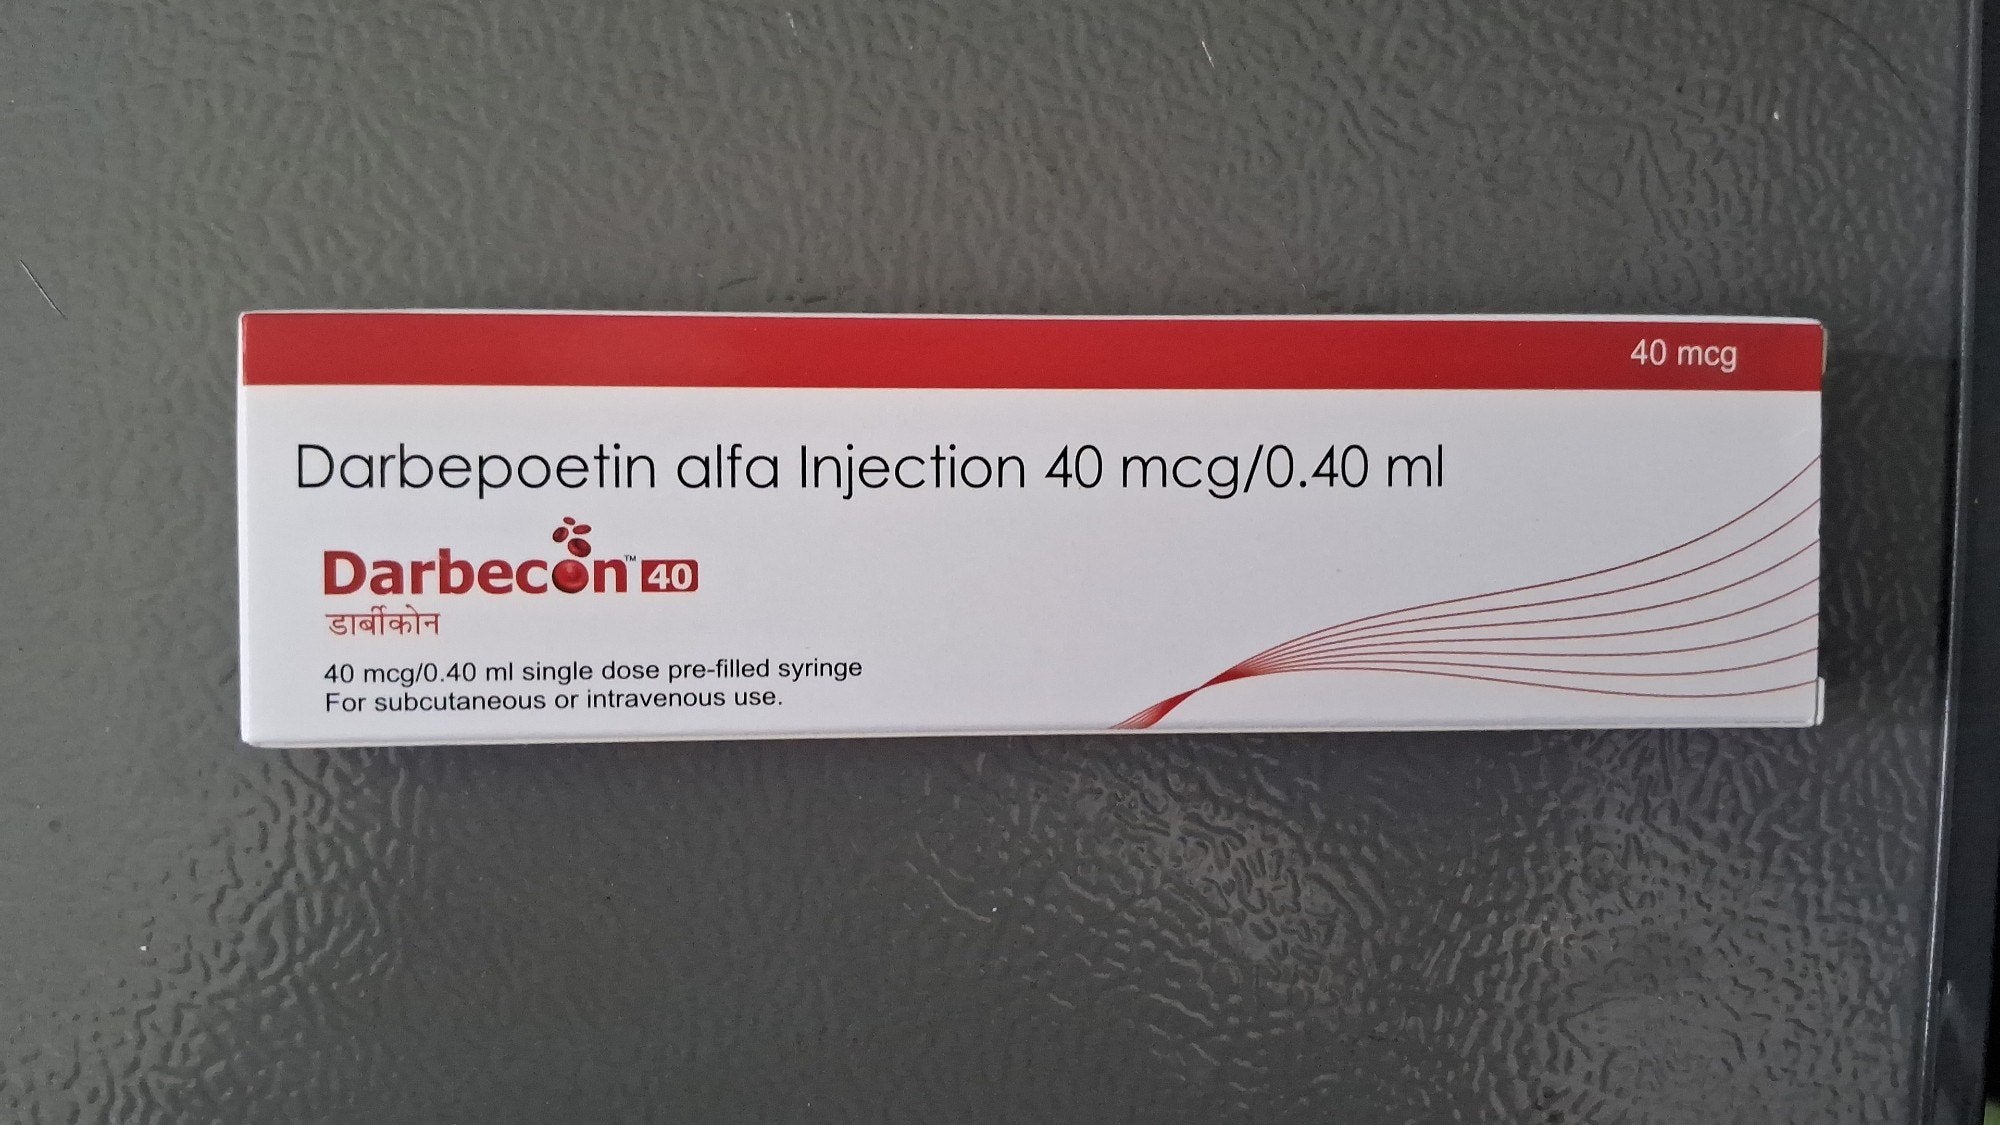 40 mcg
Darbepoetin alfa Injection 40 mcg/0.40 ml
Darbecon™ 40
डार्बीकोन
40 mcg/0.40 ml single dose pre-filled syringe
For subcutaneous or intravenous use.